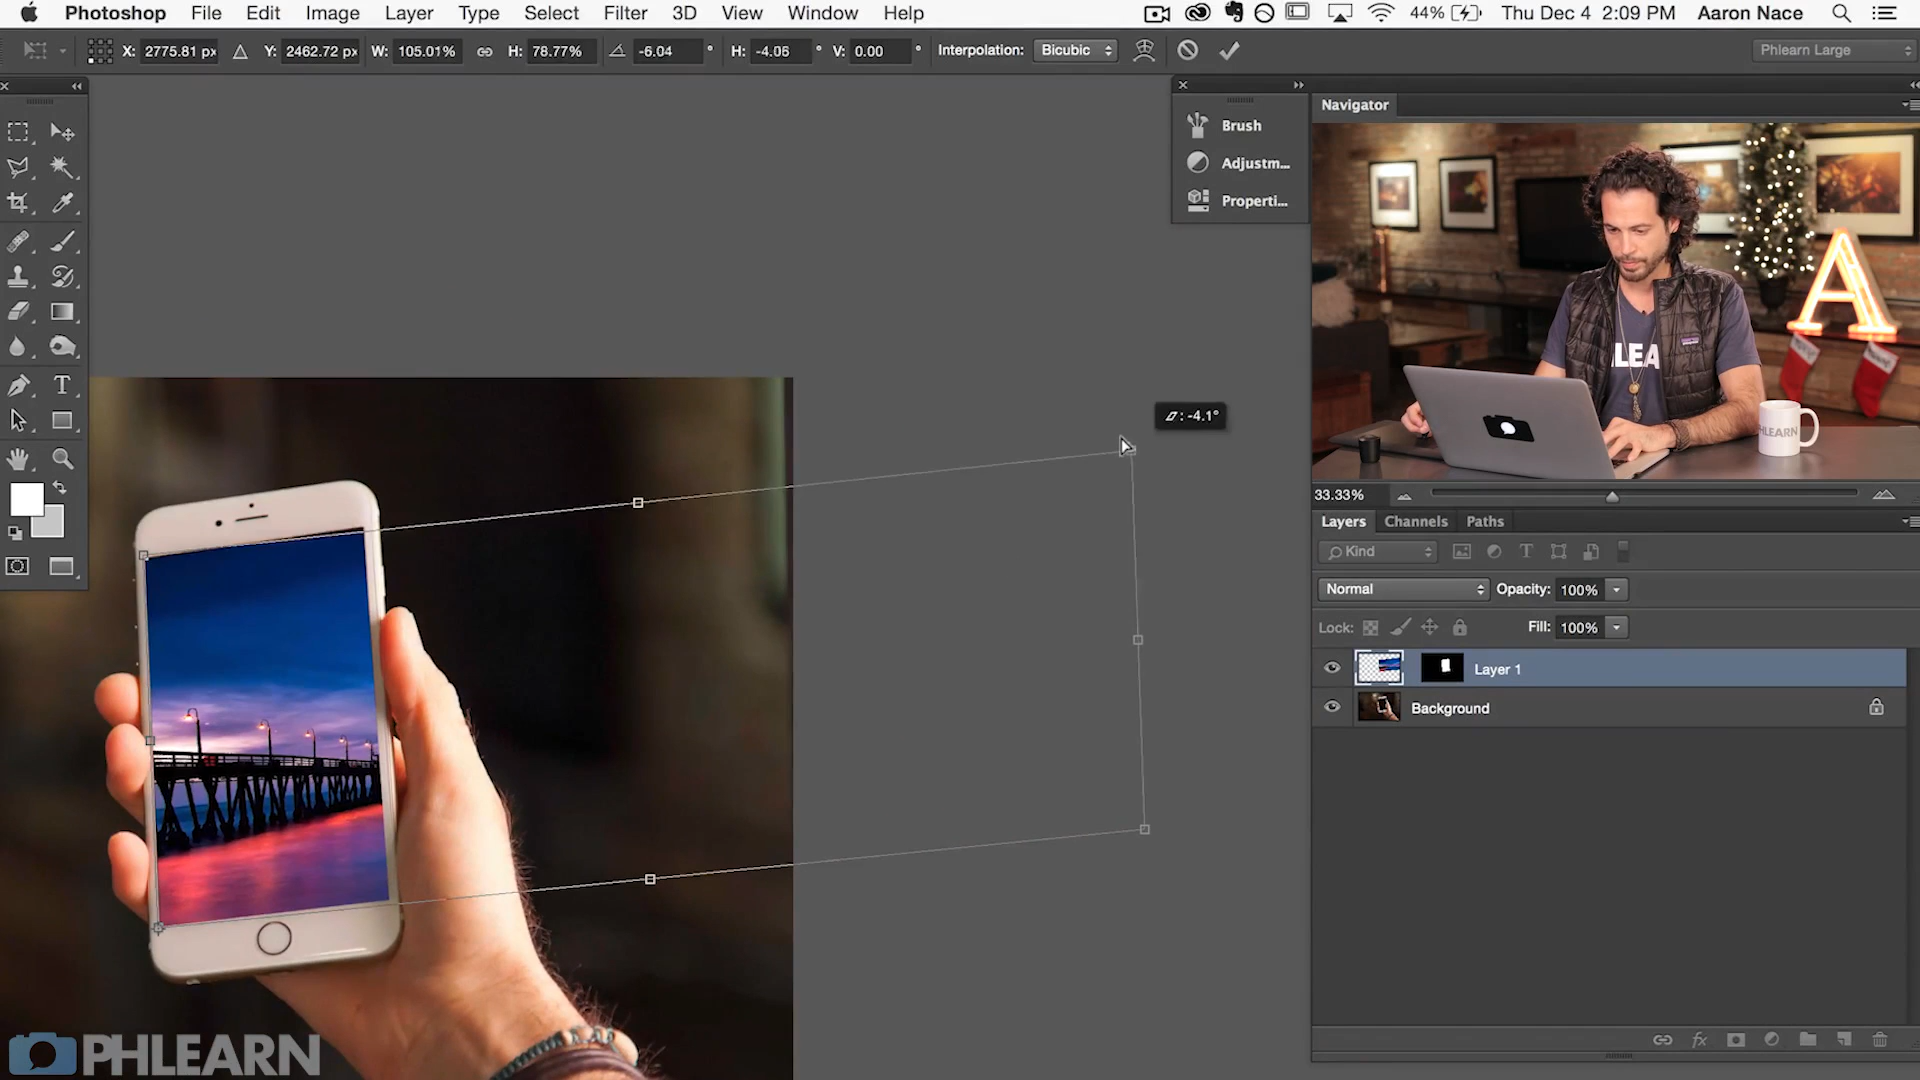 Photoshop File Edit Image Layer Type Select Filter 3D View Window Help 44% Thu Dec 4 2:09 PM Aaron Nace
X: 2775.81 px Y: 2462.72 px W: 105.01% H: 78.77% -6.04 ° H: -4.06 ° V: 0.00 ° Interpolation: Bicubic Phlearn Large
Navigator
Brush
Adjustm...
Properti...
A
HLEA
PHLEARN
-4.1°
33.33%
Layers Channels Paths
Kind
Normal Opacity: 100%
Lock: Fill: 100%
Layer 1
Background
fx
PHLEARN